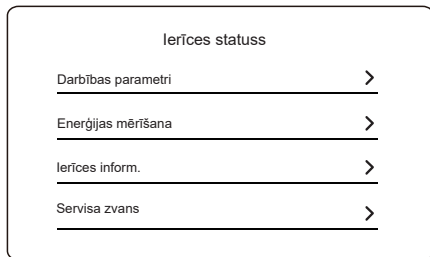 Ierīces statuss
Darbības parametri
Enerģijas mērīšana
Ierīces inform.
Servisa zvans